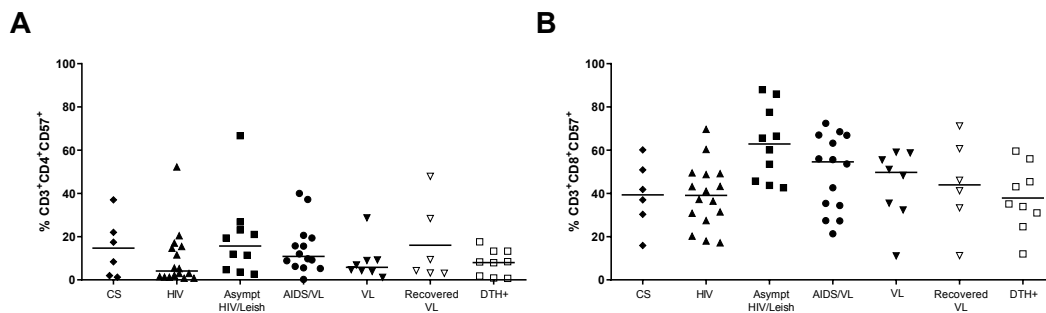 A
% CD3⁺CD4⁺CD57⁺
100
80
60
40
20
0
CS HIV Asympt HIV/Leish AIDS/VL VL Recovered VL DTH+
B
% CD3⁺CD8⁺CD57⁺
100
80
60
40
20
0
CS HIV Asympt HIV/Leish AIDS/VL VL Recovered VL DTH+